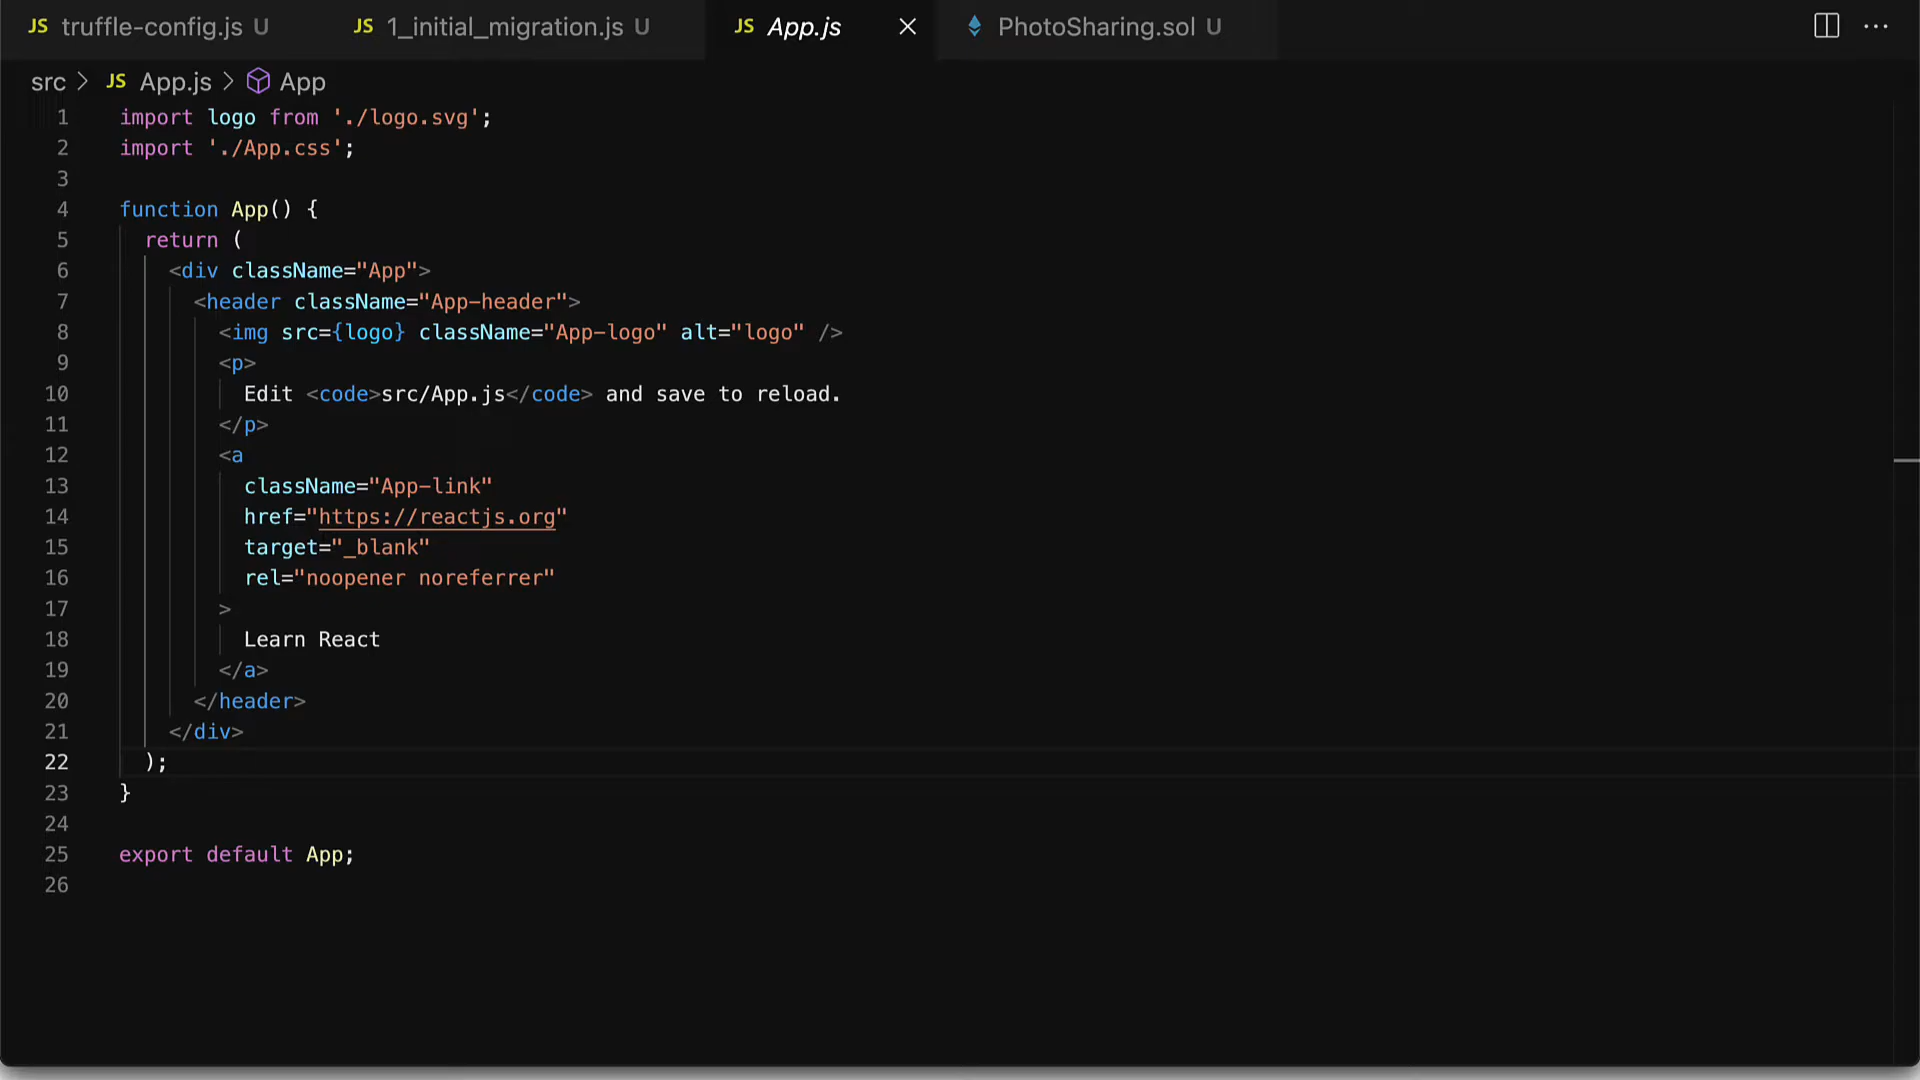 JS truffle-config.js U JS 1_initial_migration.js U JS App.js PhotoSharing.sol U
src > JS App.js > App
1 import logo from './logo.svg';
2 import './App.css';
3
4 function App() {
5 return (
6 <div className="App">
7 <header className="App-header">
8 <img src={logo} className="App-logo" alt="logo" />
9 <p>
10 Edit <code>src/App.js</code> and save to reload.
11 </p>
12 <a
13 className="App-link"
14 href="https://reactjs.org"
15 target="_blank"
16 rel="noopener noreferrer"
17 >
18 Learn React
19 </a>
20 </header>
21 </div>
22 );
23 }
24
25 export default App;
26